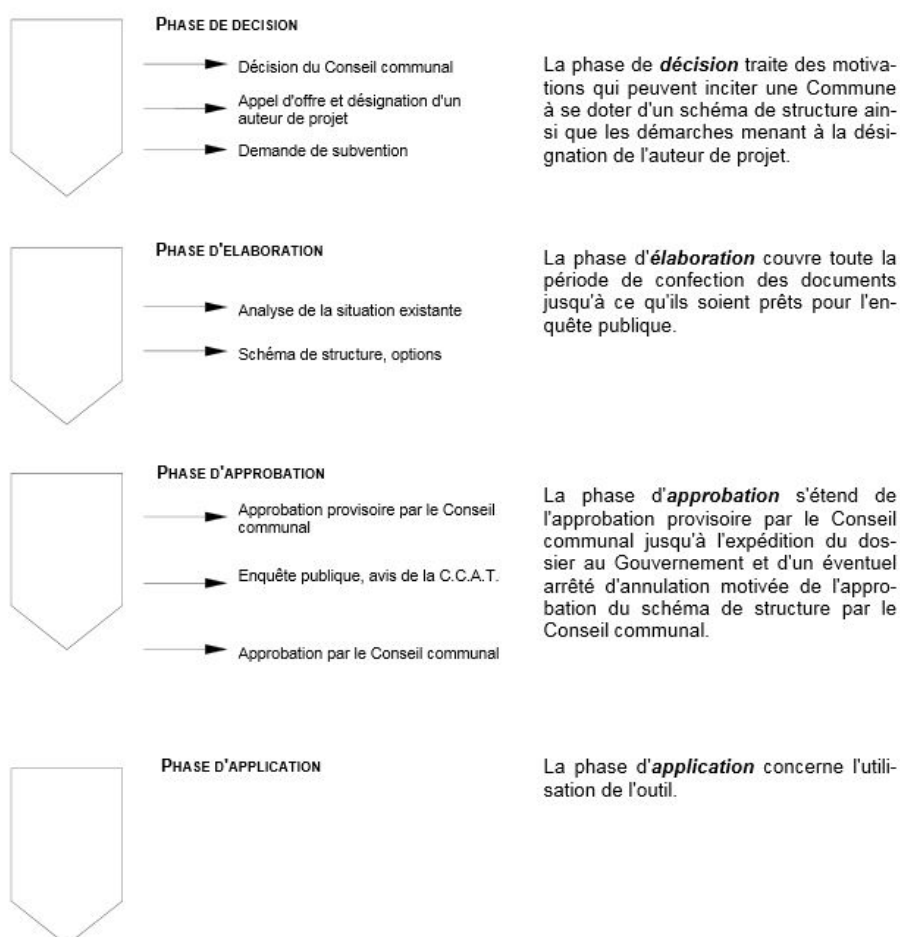 PHASE DE DECISION
Décision du Conseil communal
Appel d'offre et désignation d'un
auteur de projet
Demande de subvention
La phase de décision traite des motiva-
tions qui peuvent inciter une Commune
à se doter d'un schéma de structure ain-
si que les démarches menant à la dési-
gnation de l'auteur de projet.
PHASE D'ELABORATION
Analyse de la situation existante
Schéma de structure, options
La phase d'élaboration couvre toute la
période de confection des documents
jusqu'à ce qu'ils soient prêts pour l'en-
quête publique.
PHASE D'APPROBATION
Approbation provisoire par le Conseil
communal
Enquête publique, avis de la C.C.A.T.
Approbation par le Conseil communal
La phase d'approbation s'étend de
l'approbation provisoire par le Conseil
communal jusqu'à l'expédition du dos-
sier au Gouvernement et d'un éventuel
arrêté d'annulation motivée de l'appro-
bation du schéma de structure par le
Conseil communal.
PHASE D'APPLICATION
La phase d'application concerne l'utili-
sation de l'outil.